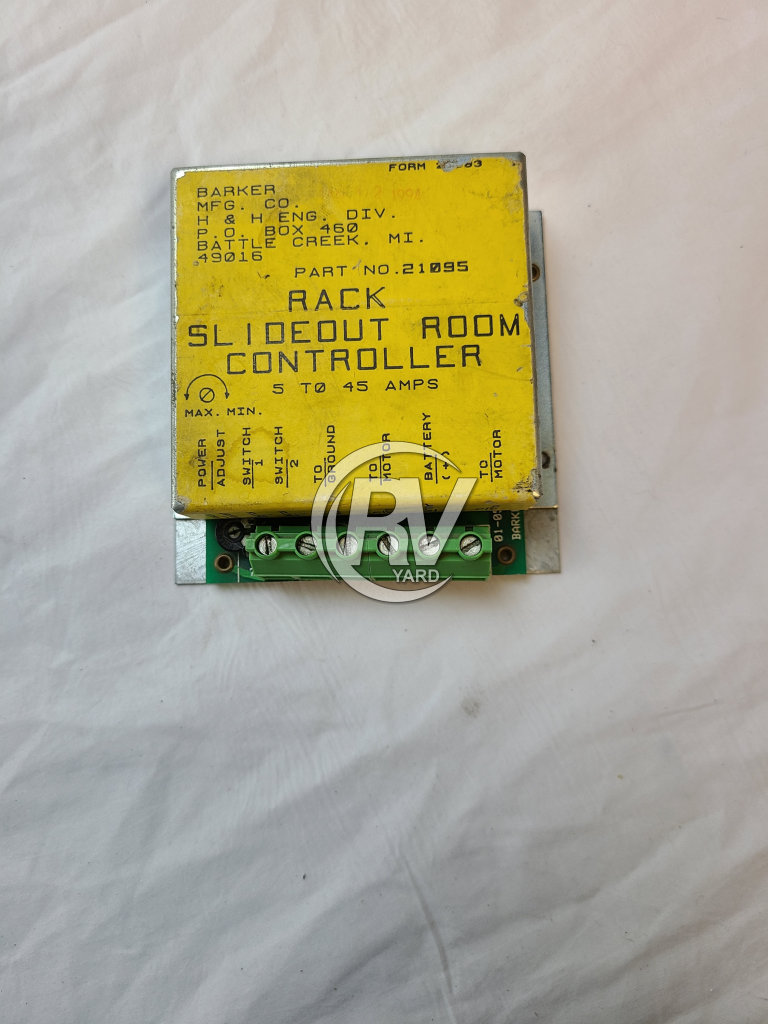 FORM
BARKER
MFG. CO.
H & H ENG. DIV.
P.O. BOX 460
BATTLE CREEK, MI.
49016
PART NO. 21095
RACK
SLIDEOUT ROOM
CONTROLLER
5 TO 45 AMPS
MAX. MIN.
POWER
ADJUST
SWITCH
1
SWITCH
2
TO
GROUND
TO
MOTOR
BATTERY
(+)
TO
MOTOR
BARK
RV
YARD